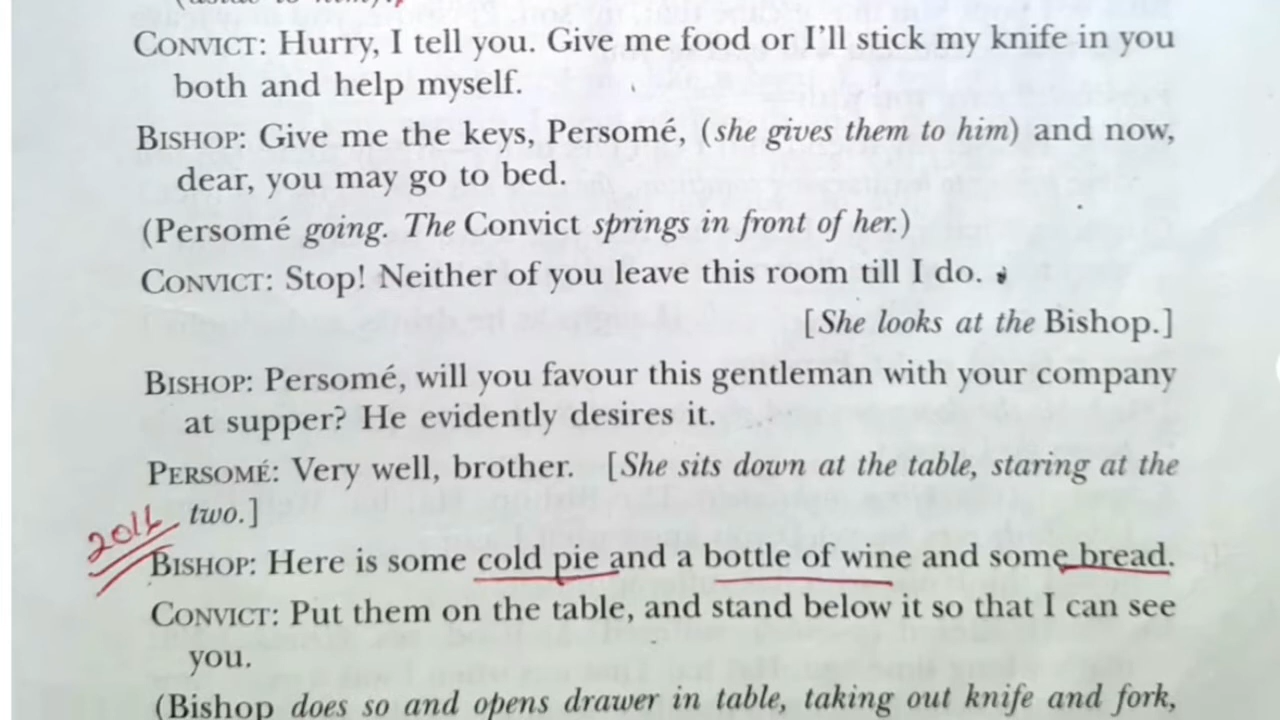 CONVICT: Hurry, I tell you. Give me food or I'll stick my knife in you
both and help myself.
BISHOP: Give me the keys, Persomé, (she gives them to him) and now,
dear, you may go to bed.
(Persomé going. The Convict springs in front of her.)
CONVICT: Stop! Neither of you leave this room till I do.
[She looks at the Bishop.]
BISHOP: Persomé, will you favour this gentleman with your company
at supper? He evidently desires it.
PERSOMÉ: Very well, brother. [She sits down at the table, staring at the
two.]
2016
BISHOP: Here is some cold pie and a bottle of wine and some bread.
CONVICT: Put them on the table, and stand below it so that I can see
you.
(Bishop does so and opens drawer in table, taking out knife and fork,